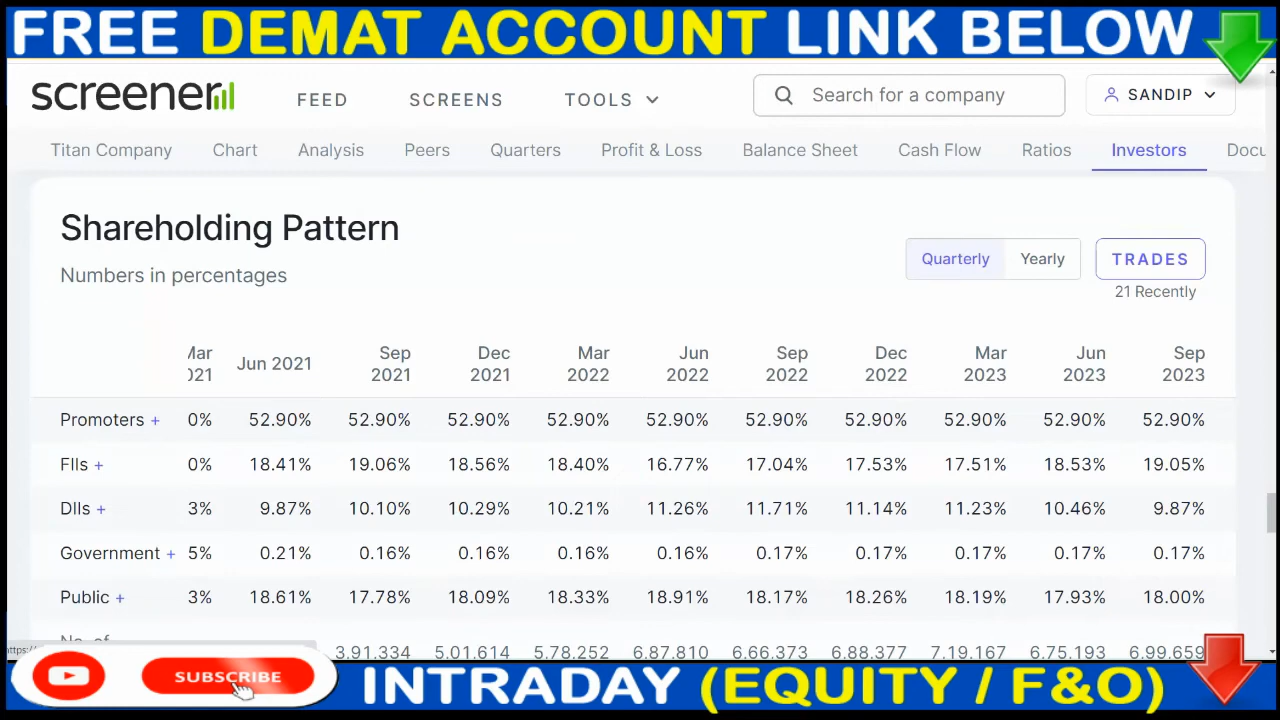 FREE DEMAT ACCOUNT LINK BELOW
screener
FEED SCREENS TOOLS
Search for a company
SANDIP
Titan Company Chart Analysis Peers Quarters Profit & Loss Balance Sheet Cash Flow Ratios Investors Docu
Shareholding Pattern
Numbers in percentages
Quarterly Yearly TRADES
21 Recently
Mar Sep Dec Mar Jun Sep Dec Mar Jun Sep
021 Jun 2021 2021 2021 2022 2022 2022 2022 2023 2023 2023
Promoters + 0% 52.90% 52.90% 52.90% 52.90% 52.90% 52.90% 52.90% 52.90% 52.90% 52.90%
FIIs + 0% 18.41% 19.06% 18.56% 18.40% 16.77% 17.04% 17.53% 17.51% 18.53% 19.05%
DIIs + 3% 9.87% 10.10% 10.29% 10.21% 11.26% 11.71% 11.14% 11.23% 10.46% 9.87%
Government + 5% 0.21% 0.16% 0.16% 0.16% 0.16% 0.17% 0.17% 0.17% 0.17% 0.17%
Public + 3% 18.61% 17.78% 18.09% 18.33% 18.91% 18.17% 18.26% 18.19% 17.93% 18.00%
No. of 3,91,334 5,01,614 5,78,252 6,87,810 6,66,373 6,88,377 7,19,167 6,75,193 6,99,659
https:/
SUBSCRIBE
INTRADAY (EQUITY / F&O)